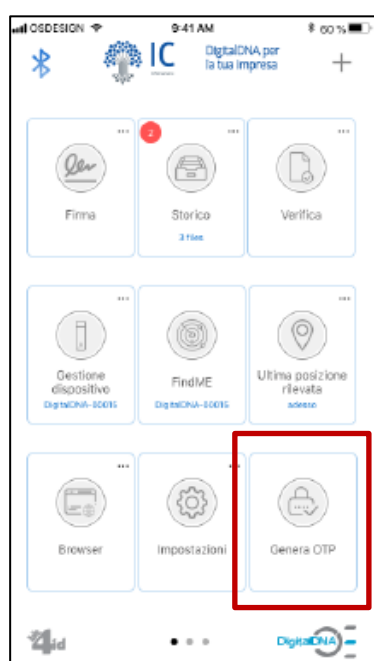 OSDESIGN 9:41 AM 60 %
IC
DigitalDNA per
la tua impresa
2
Firma
Storico
3 files
Verifica
Gestione
dispositivo
DigitalDNA-00015
FindME
DigitalDNA-00015
Ultima posizione
rilevata
adesso
Browser
Impostazioni
Genera OTP
4id
DigitalDNA